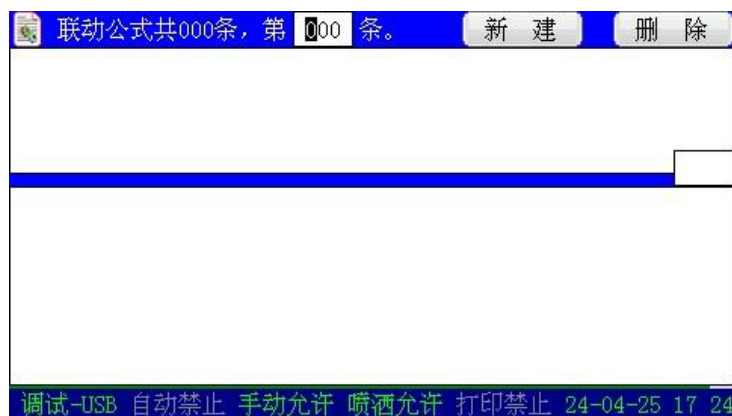 联动公式共000条，第 000 条。 新 建 删 除
调试-USB 自动禁止 手动允许 喷洒允许 打印禁止 24-04-25 17 24